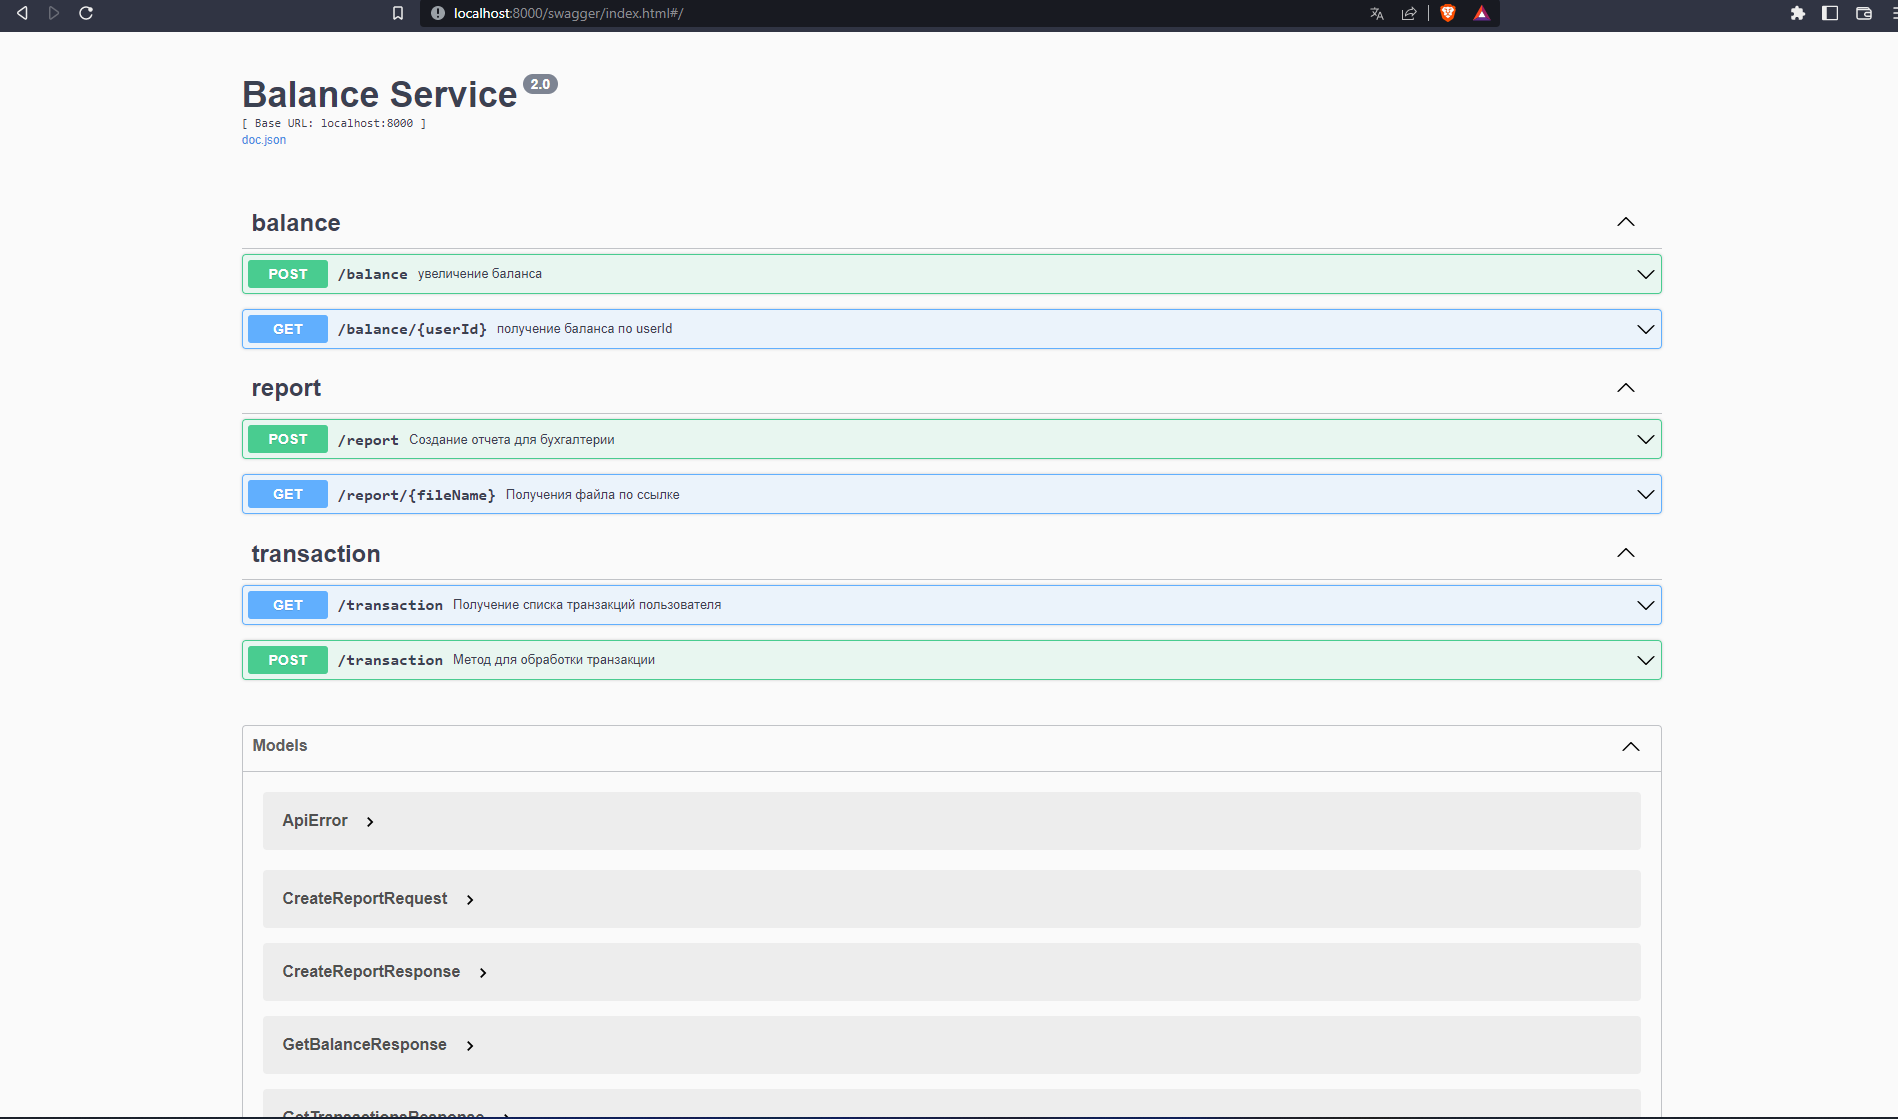 localhost:8000/swagger/index.html#/
Balance Service 2.0
[ Base URL: localhost:8000 ]
doc.json
balance
POST /balance увеличение баланса
GET /balance/{userId} получение баланса по userId
report
POST /report Создание отчета для бухгалтерии
GET /report/{fileName} Получения файла по ссылке
transaction
GET /transaction Получение списка транзакций пользователя
POST /transaction Метод для обработки транзакции
Models
ApiError
CreateReportRequest
CreateReportResponse
GetBalanceResponse
GetTransactionsResponse